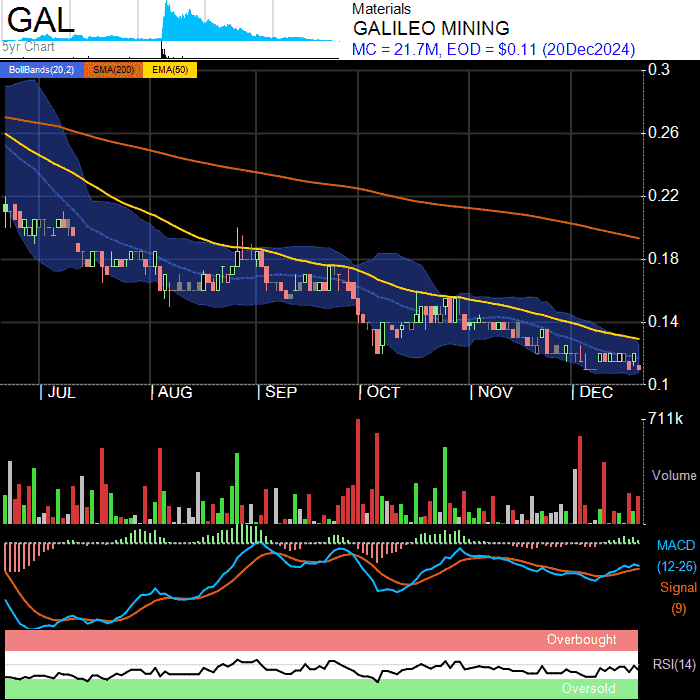 GAL
5yr Chart
Materials
GALILEO MINING
MC = 21.7M, EOD = $0.11 (20Dec2024)
BollBands(20,2) SMA(200) EMA(50)
0.3
0.26
0.22
0.18
0.14
0.1
JUL AUG SEP OCT NOV DEC
711k
Volume
MACD
(12-26)
Signal
(9)
Overbought
RSI(14)
Oversold